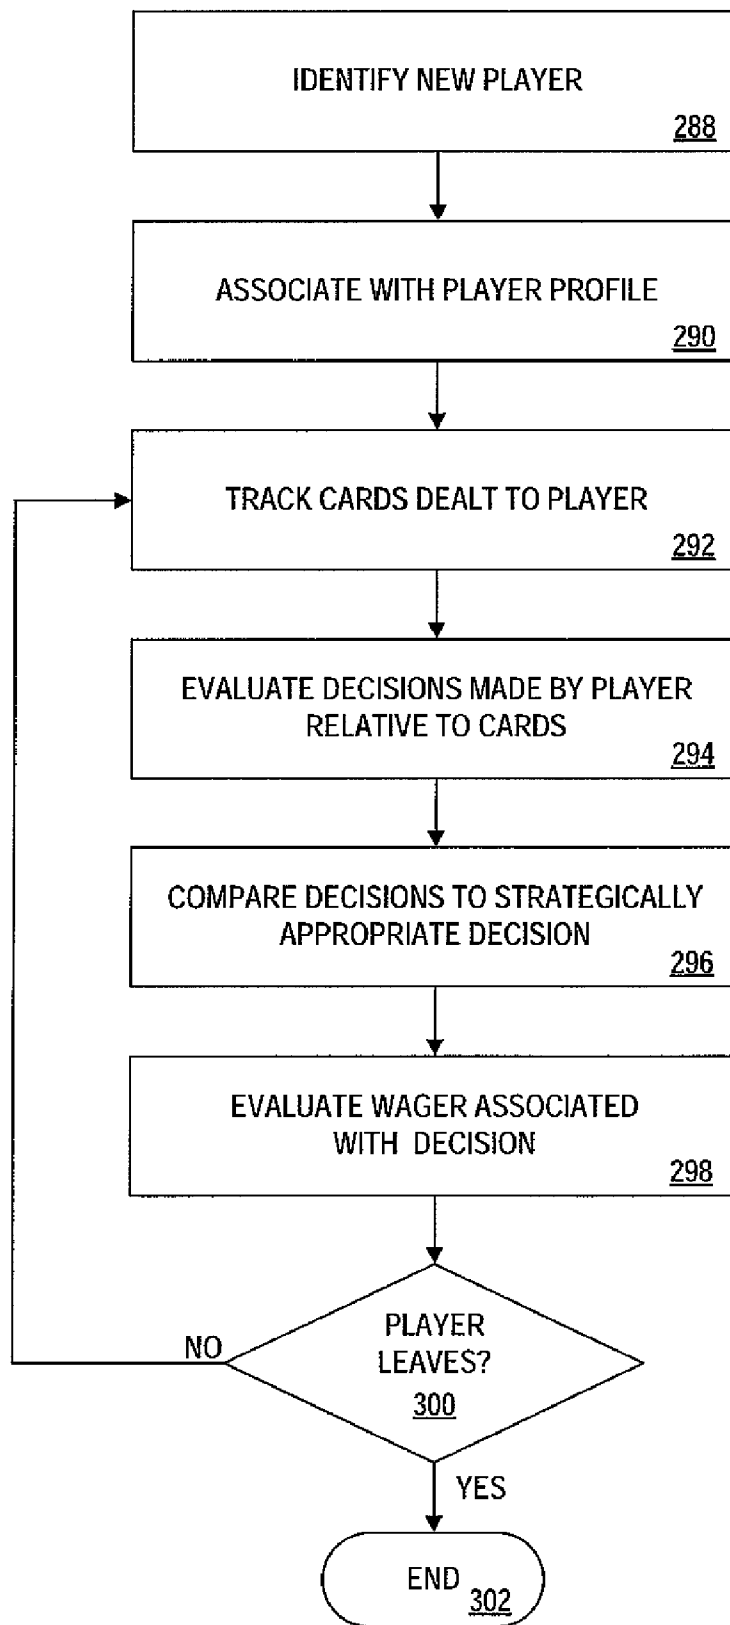 IDENTIFY NEW PLAYER
288
ASSOCIATE WITH PLAYER PROFILE
290
TRACK CARDS DEALT TO PLAYER
292
EVALUATE DECISIONS MADE BY PLAYER
RELATIVE TO CARDS
294
COMPARE DECISIONS TO STRATEGICALLY
APPROPRIATE DECISION
296
EVALUATE WAGER ASSOCIATED
WITH DECISION
298
PLAYER
LEAVES?
300
NO
YES
END
302